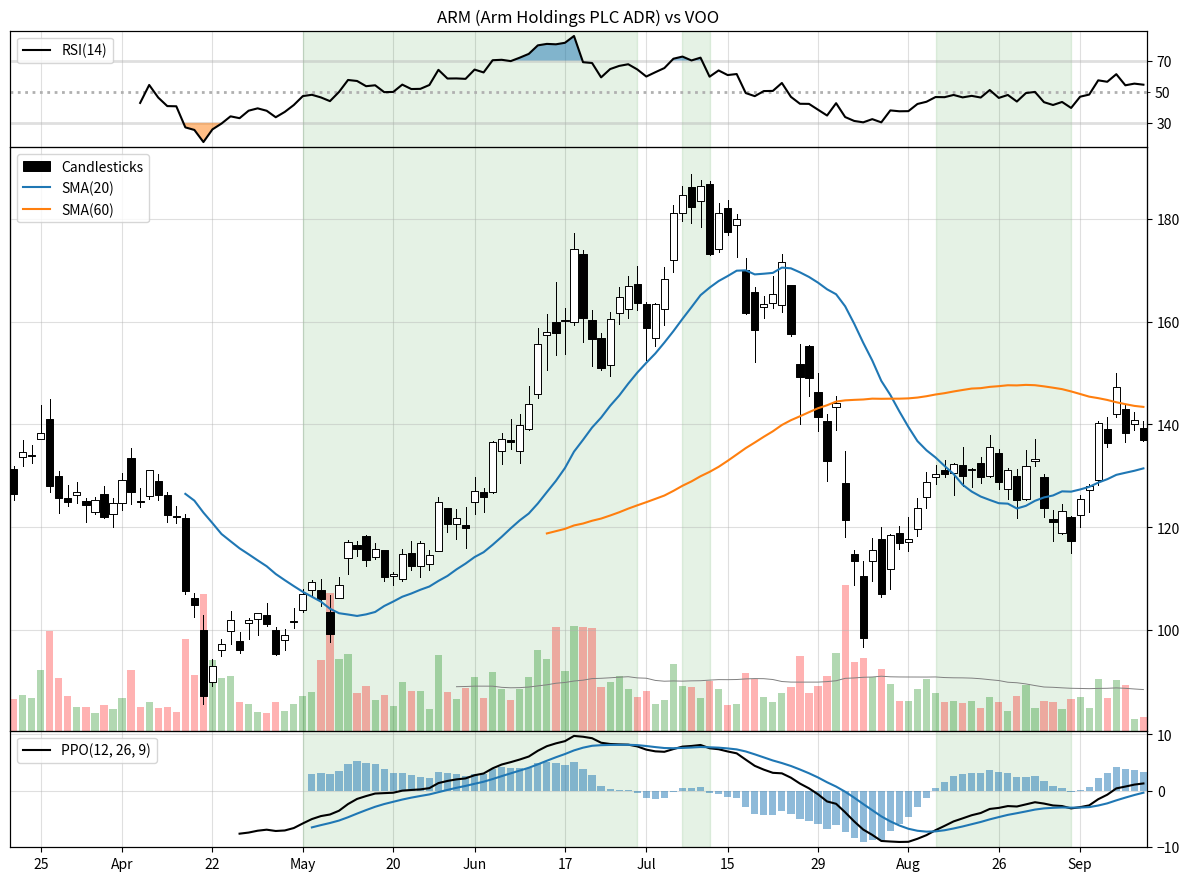 ARM (Arm Holdings PLC ADR) vs VOO
RSI(14)
70
50
30
Candlesticks
SMA(20)
SMA(60)
180
160
140
120
100
PPO(12, 26, 9)
10
0
−10
25 Apr 22 May 20 Jun 17 Jul 15 29 Aug 26 Sep